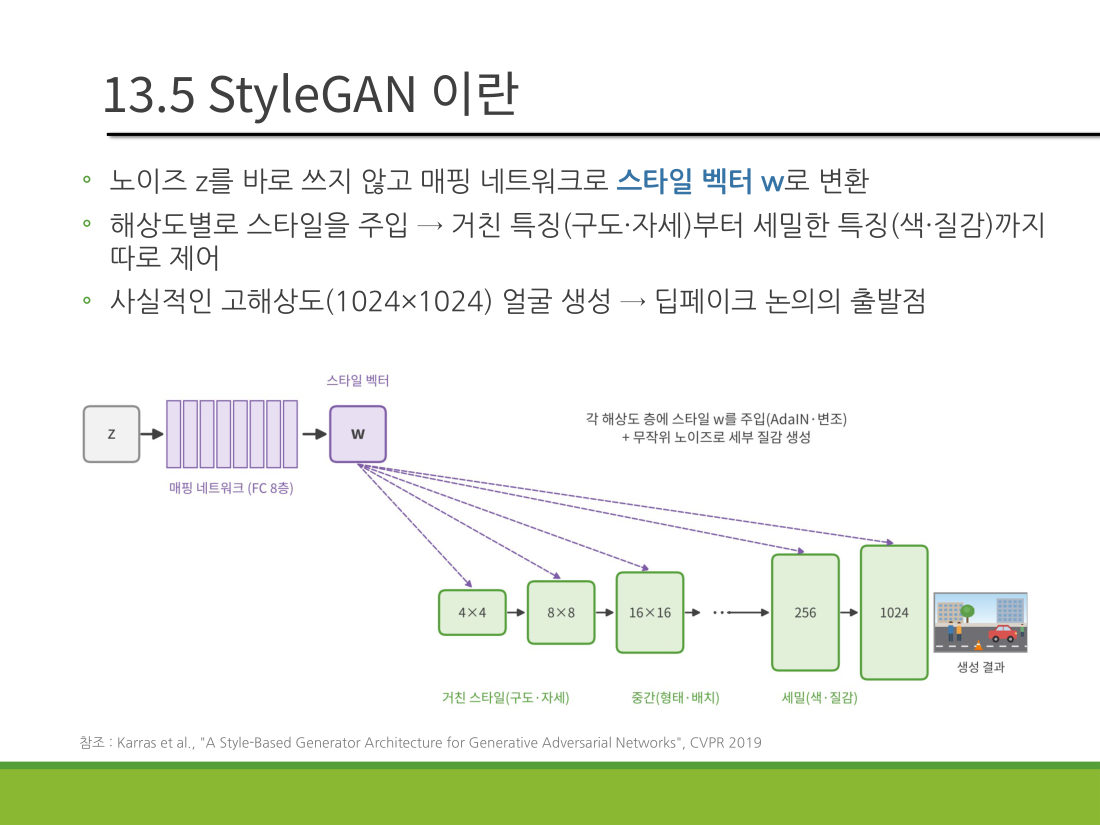 13.5 StyleGAN 이란
노이즈 z를 바로 쓰지 않고 매핑 네트워크로 스타일 벡터 w로 변환
해상도별로 스타일을 주입 → 거친 특징(구도·자세)부터 세밀한 특징(색·질감)까지
따로 제어
사실적인 고해상도(1024×1024) 얼굴 생성 → 딥페이크 논의의 출발점
스타일 벡터
z
w
매핑 네트워크 (FC 8층)
각 해상도 층에 스타일 w를 주입(AdaIN·변조)
+ 무작위 노이즈로 세부 질감 생성
4×4
8×8
16×16
···
256
1024
생성 결과
거친 스타일(구도·자세)
중간(형태·배치)
세밀(색·질감)
참조 : Karras et al., "A Style-Based Generator Architecture for Generative Adversarial Networks", CVPR 2019